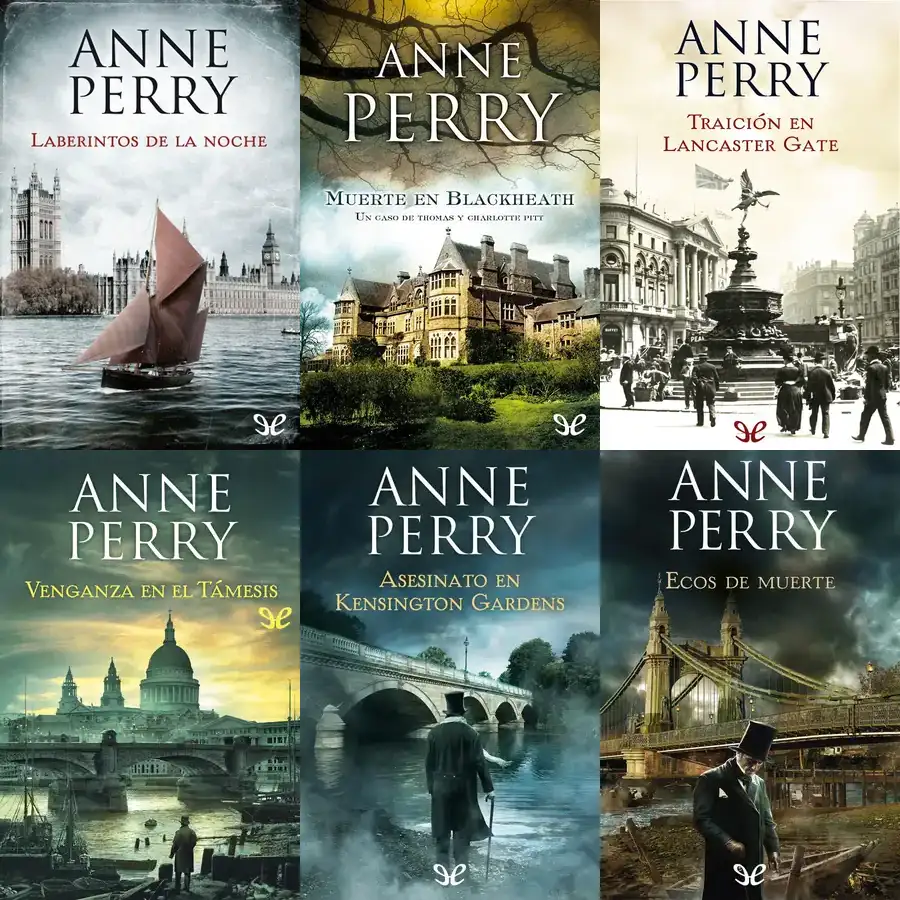 ANNE
PERRY
LABERINTOS DE LA NOCHE
ANNE
PERRY
MUERTE EN BLACKHEATH
UN CASO DE THOMAS Y CHARLOTTE PITT
ANNE
PERRY
TRAICIÓN EN
LANCASTER GATE
ANNE
PERRY
VENGANZA EN EL TÁMESIS
ANNE
PERRY
ASESINATO EN
KENSINGTON GARDENS
ANNE
PERRY
ECOS DE MUERTE